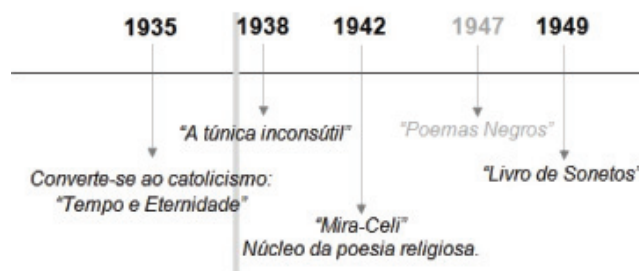 1935 1938 1942 1947 1949
“A túnica inconsútil” “Poemas Negros”
Converte-se ao catolicismo: “Livro de Sonetos”
“Tempo e Eternidade”
“Mira-Celi”
Núcleo da poesia religiosa.